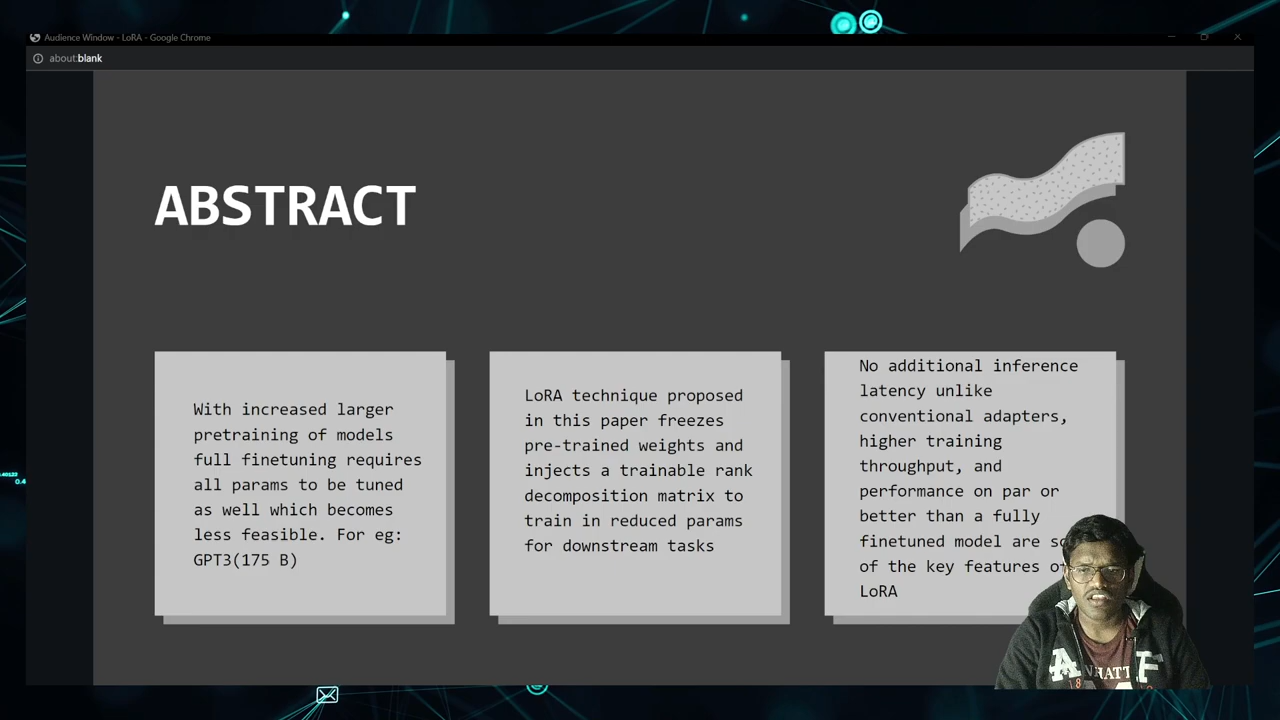 Audience Window - LoRA - Google Chrome
about:blank
ABSTRACT
With increased larger
pretraining of models
full finetuning requires
all params to be tuned
as well which becomes
less feasible. For eg:
GPT3(175 B)
LoRA technique proposed
in this paper freezes
pre-trained weights and
injects a trainable rank
decomposition matrix to
train in reduced params
for downstream tasks
No additional inference
latency unlike
conventional adapters,
higher training
throughput, and
performance on par or
better than a fully
finetuned model are
of the key features
LoRA